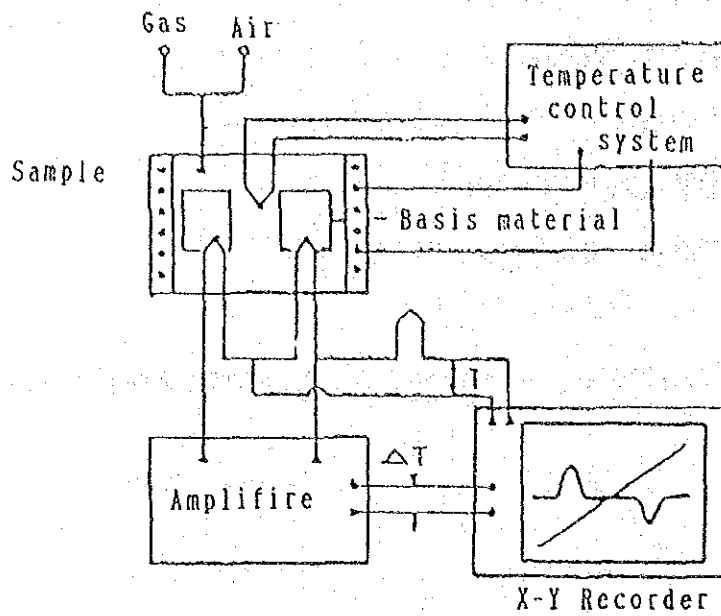 Gas Air
Temperature
control
system
Sample
Basis material
T
ΔT
Amplifire
X-Y Recorder